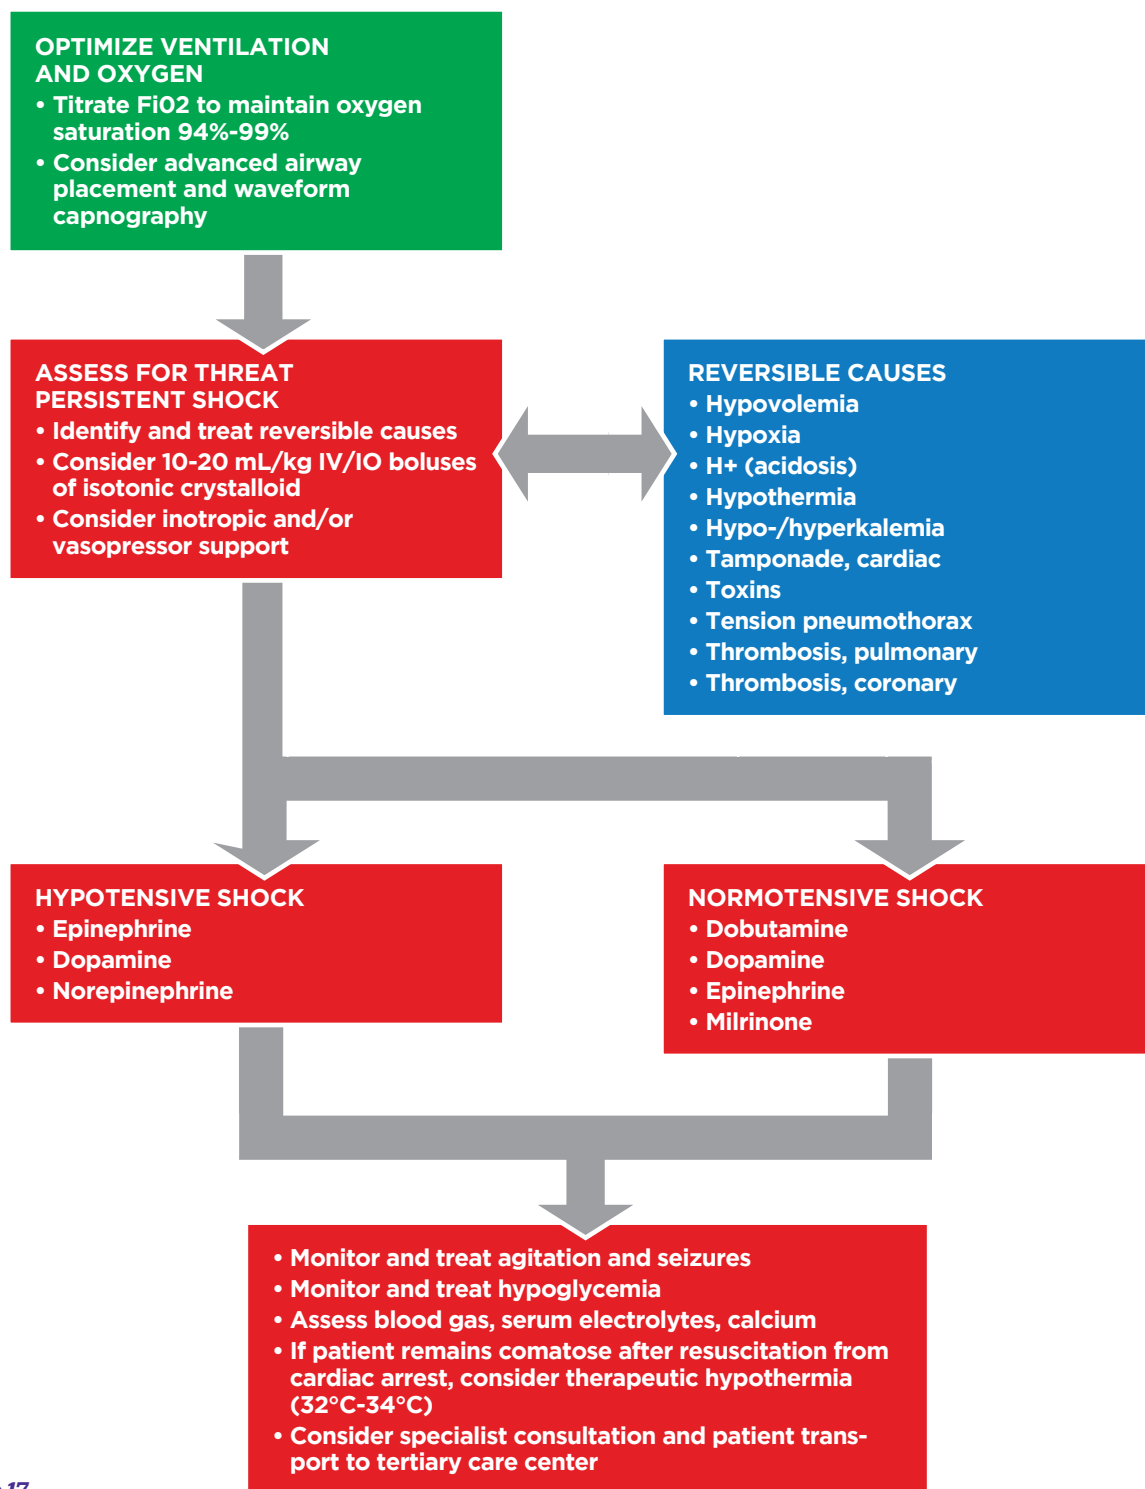 OPTIMIZE VENTILATION
AND OXYGEN
• Titrate Fi02 to maintain oxygen
saturation 94%-99%
• Consider advanced airway
placement and waveform
capnography
ASSESS FOR THREAT
PERSISTENT SHOCK
• Identify and treat reversible causes
• Consider 10-20 mL/kg IV/IO boluses
of isotonic crystalloid
• Consider inotropic and/or
vasopressor support
REVERSIBLE CAUSES
• Hypovolemia
• Hypoxia
• H+ (acidosis)
• Hypothermia
• Hypo-/hyperkalemia
• Tamponade, cardiac
• Toxins
• Tension pneumothorax
• Thrombosis, pulmonary
• Thrombosis, coronary
HYPOTENSIVE SHOCK
• Epinephrine
• Dopamine
• Norepinephrine
NORMOTENSIVE SHOCK
• Dobutamine
• Dopamine
• Epinephrine
• Milrinone
• Monitor and treat agitation and seizures
• Monitor and treat hypoglycemia
• Assess blood gas, serum electrolytes, calcium
• If patient remains comatose after resuscitation from
cardiac arrest, consider therapeutic hypothermia
(32°C-34°C)
• Consider specialist consultation and patient trans-
port to tertiary care center
17